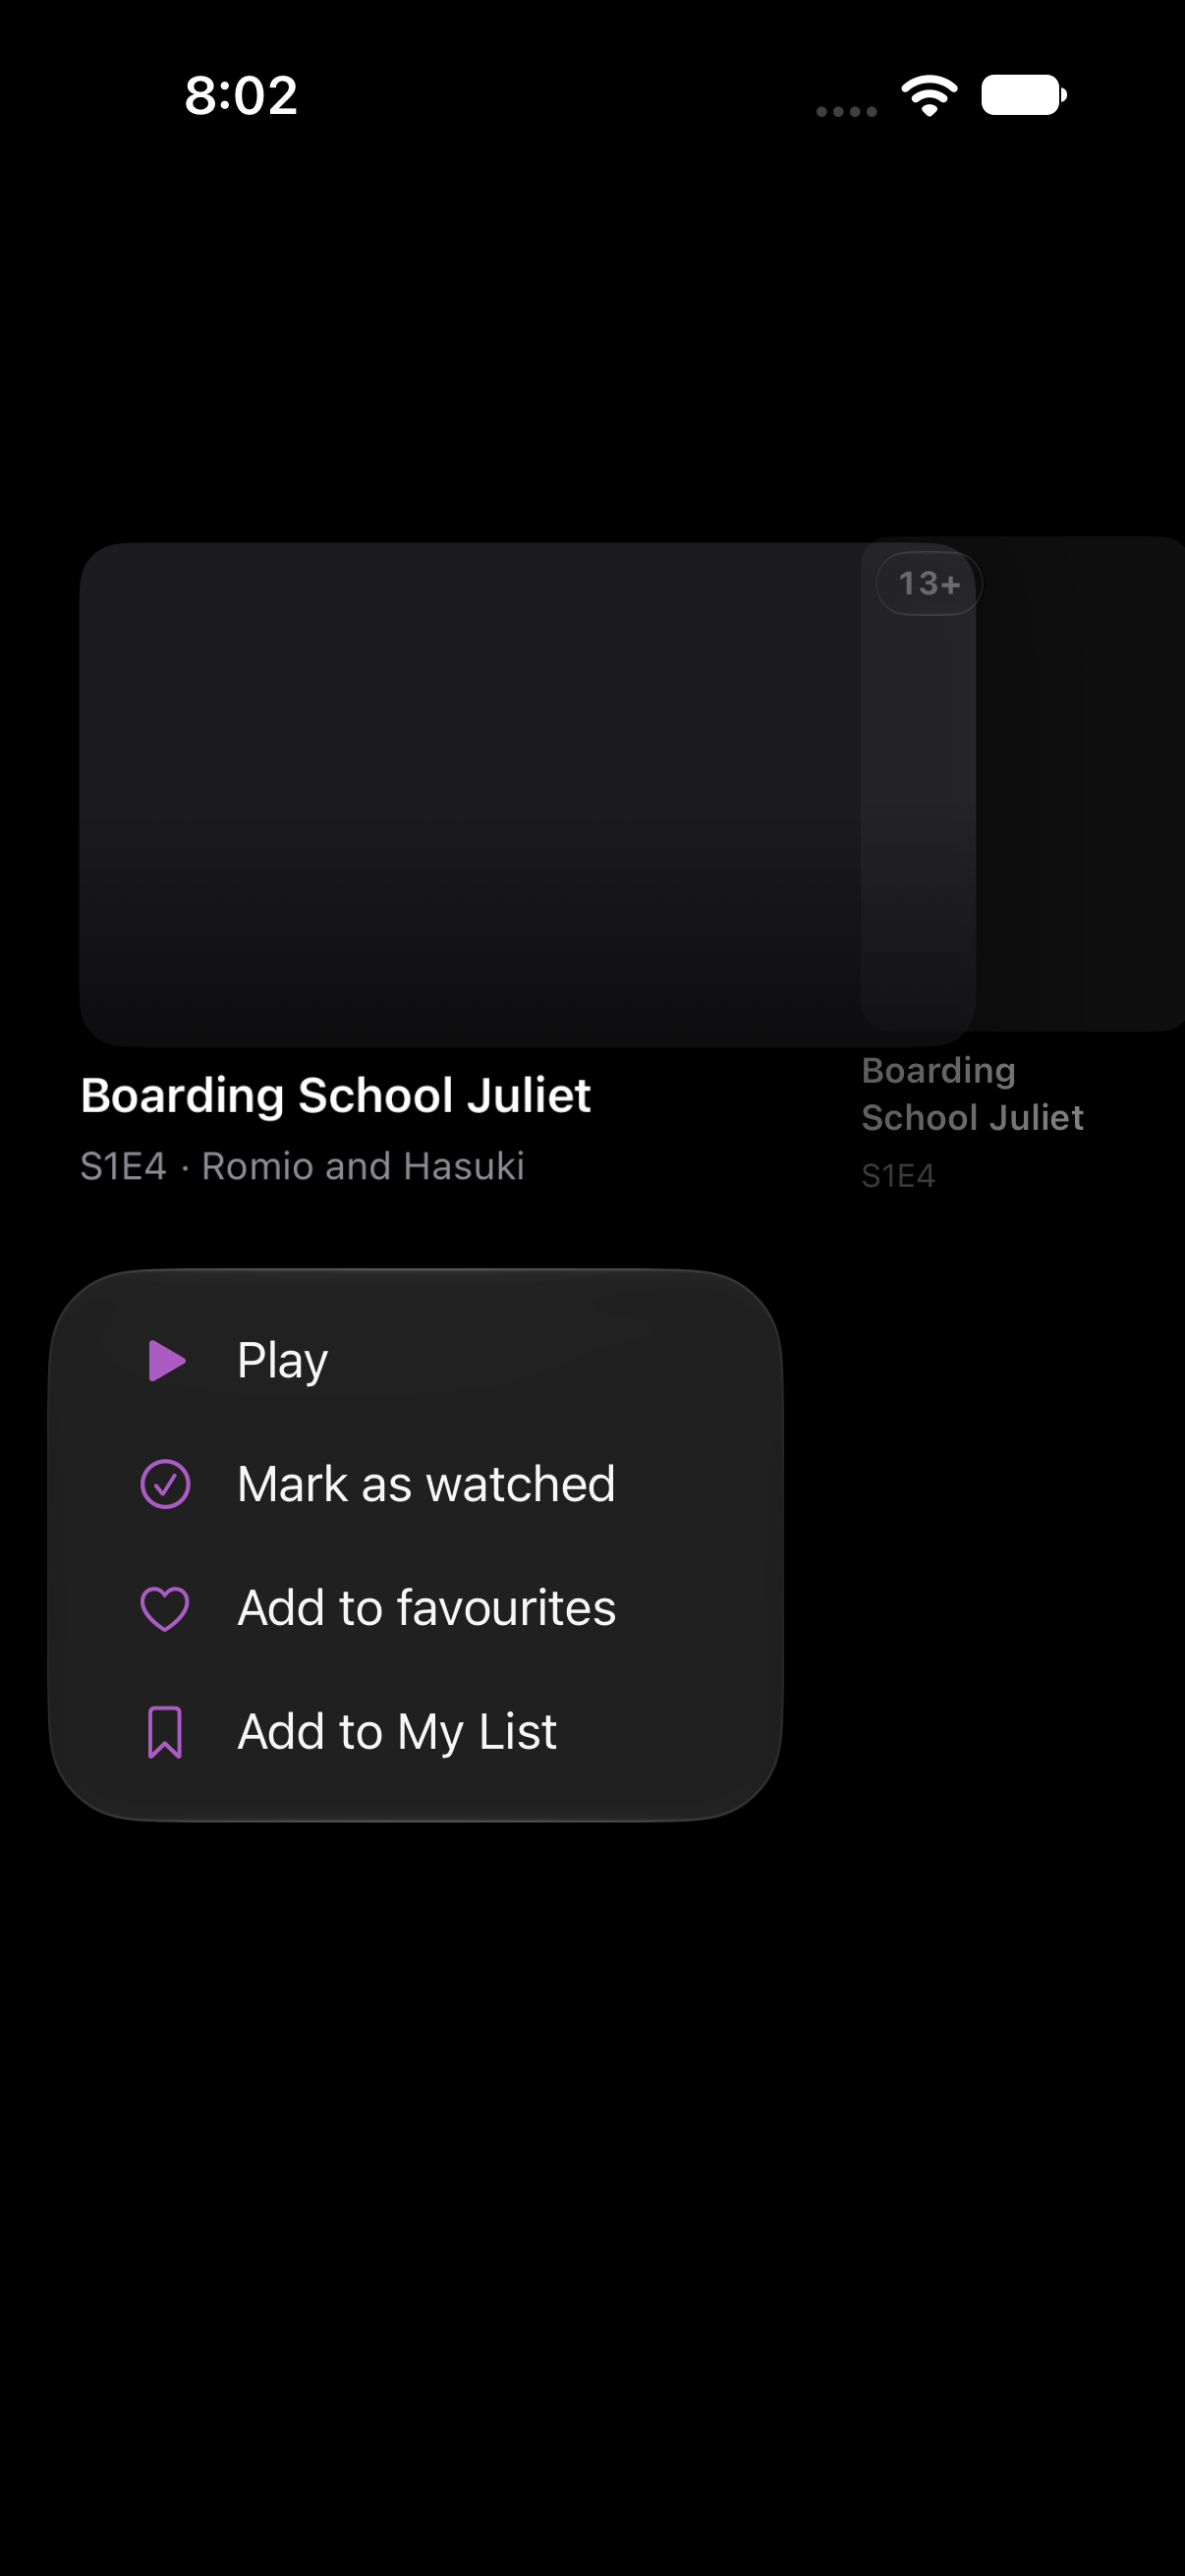 8:02
13+
Boarding School Juliet
S1E4 · Romio and Hasuki
Boarding
School Juliet
S1E4
Play
Mark as watched
Add to favourites
Add to My List